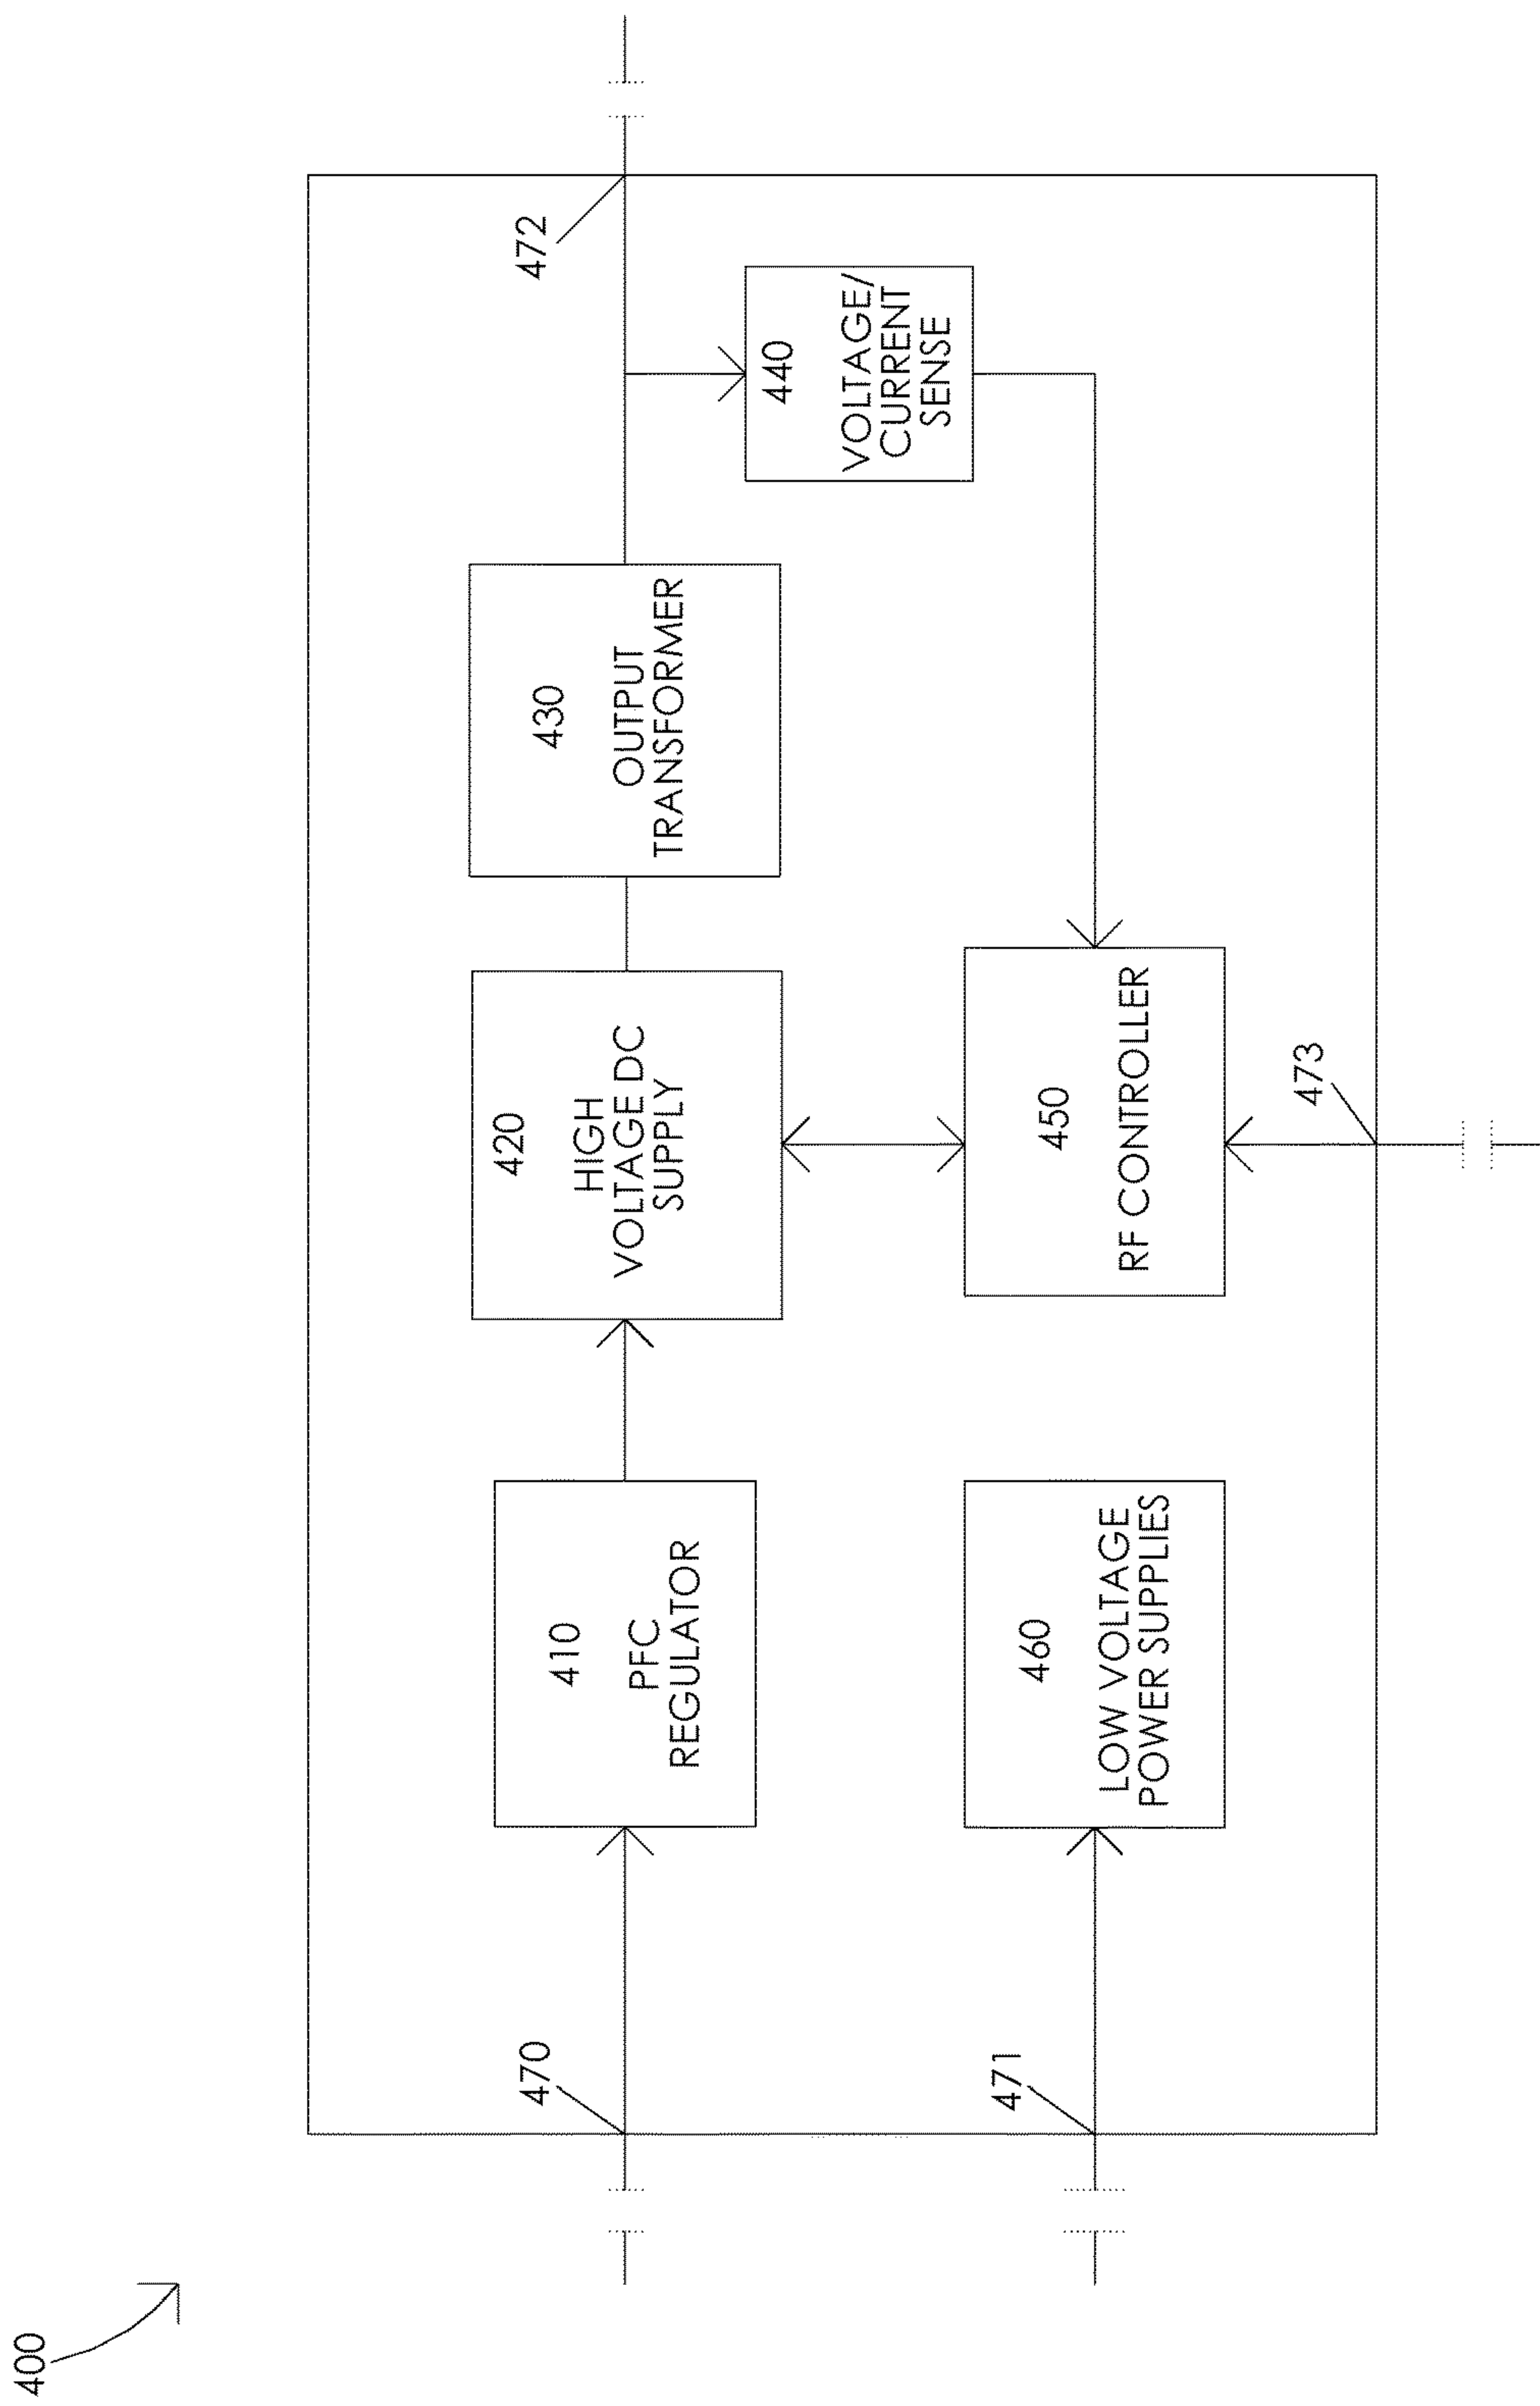 400
470
410
PFC
REGULATOR
420
HIGH
VOLTAGE DC
SUPPLY
430
OUTPUT
TRANSFORMER
472
440
VOLTAGE/
CURRENT
SENSE
471
460
LOW VOLTAGE
POWER SUPPLIES
450
RF CONTROLLER
473